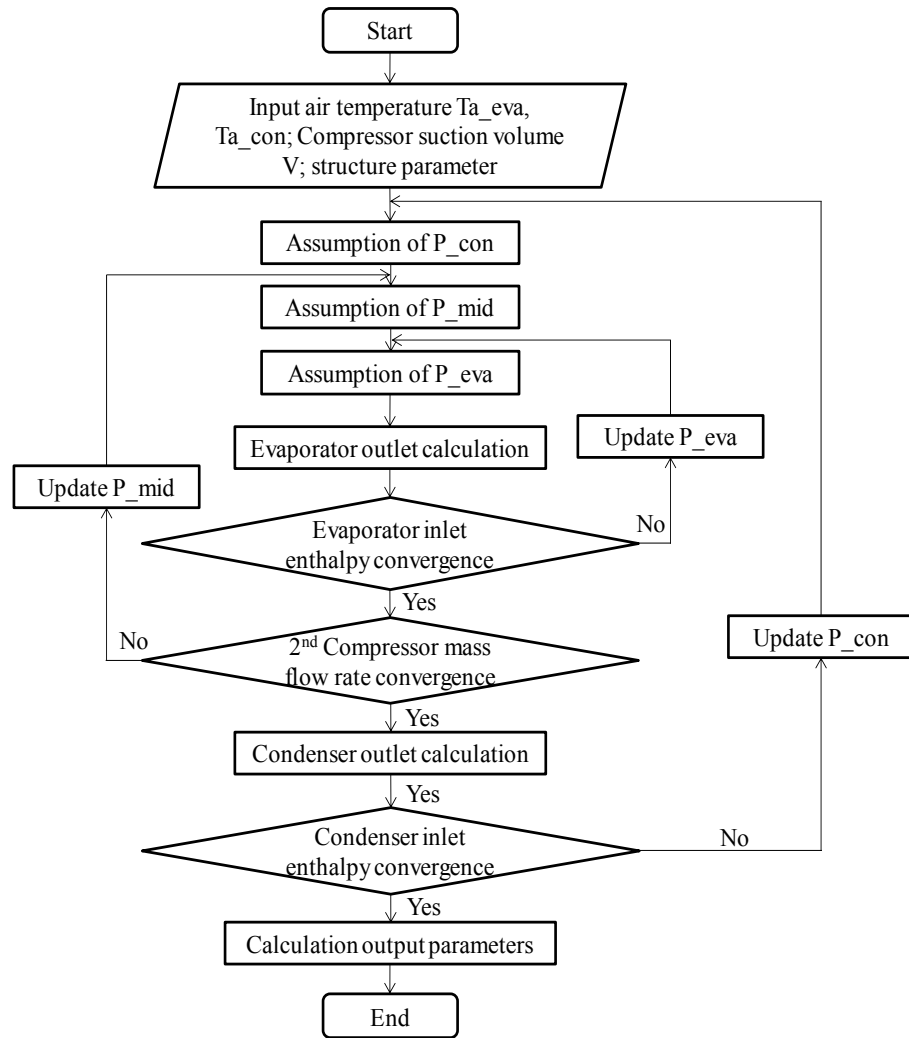 Start
Input air temperature Ta_eva,
Ta_con; Compressor suction volume
V; structure parameter
Assumption of P_con
Assumption of P_mid
Assumption of P_eva
Evaporator outlet calculation
Update P_eva
Update P_mid
Evaporator inlet
enthalpy convergence
No
Yes
2nd Compressor mass
flow rate convergence
No
Update P_con
Yes
Condenser outlet calculation
Yes
Condenser inlet
enthalpy convergence
No
Yes
Calculation output parameters
End